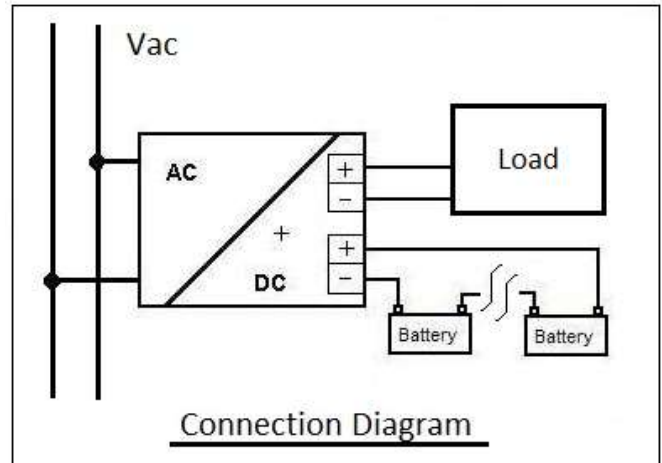 Vac
AC
+
-
Load
+
+
-
DC
Battery
Battery
Connection Diagram